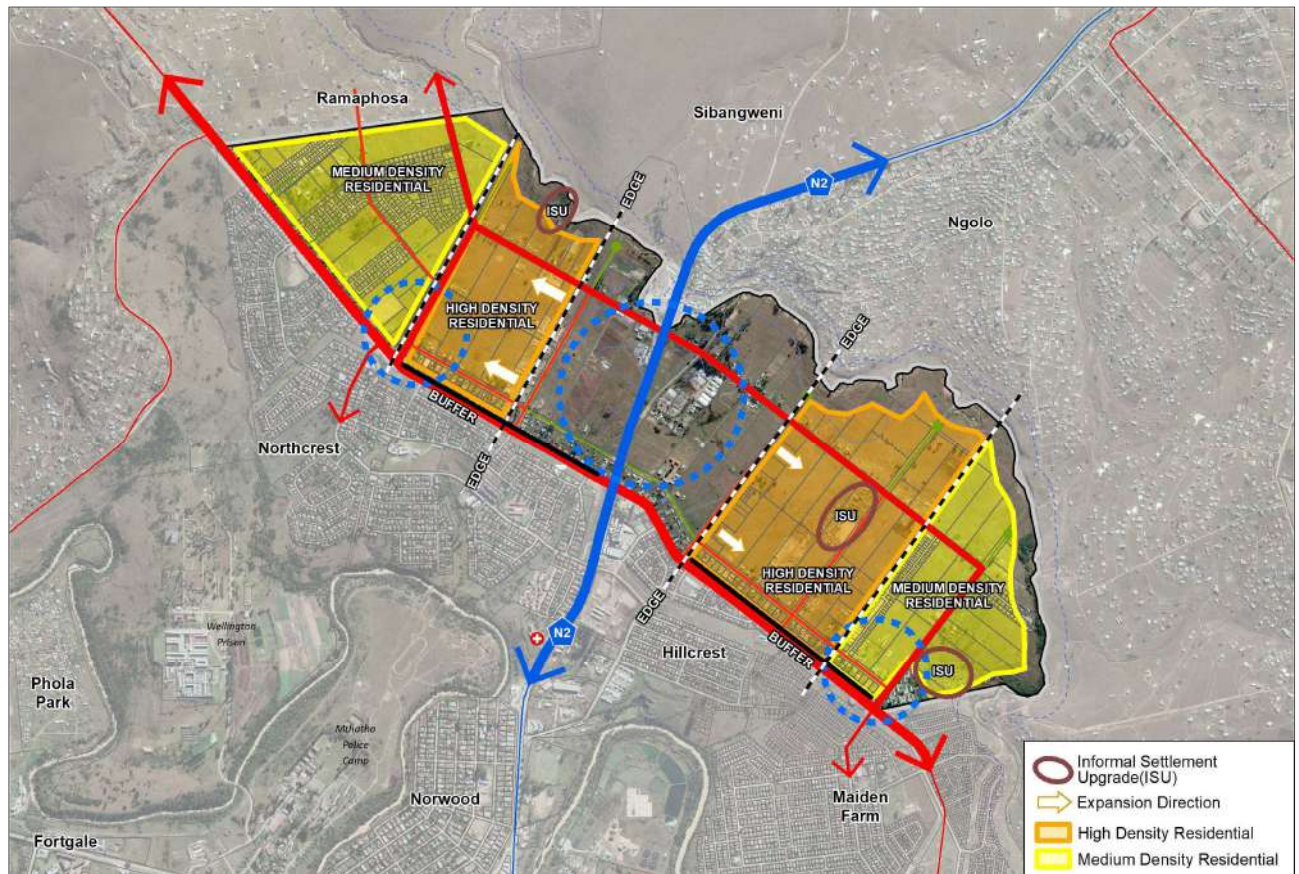 Ramaphosa
Sibangweni
MEDIUM DENSITY
RESIDENTIAL
ISU
EDGE
N2
Ngolo
HIGH DENSITY
RESIDENTIAL
EDGE
BUFFER
Northcrest
EDGE
ISU
HIGH DENSITY
RESIDENTIAL
MEDIUM DENSITY
RESIDENTIAL
EDGE
Wellington
Prison
N2
Hillcrest
BUFFER
ISU
Phola
Park
Mthatha
Police
Camp
Norwood
Maiden
Farm
Fortgale
Informal Settlement
Upgrade(ISU)
Expansion Direction
High Density Residential
Medium Density Residential